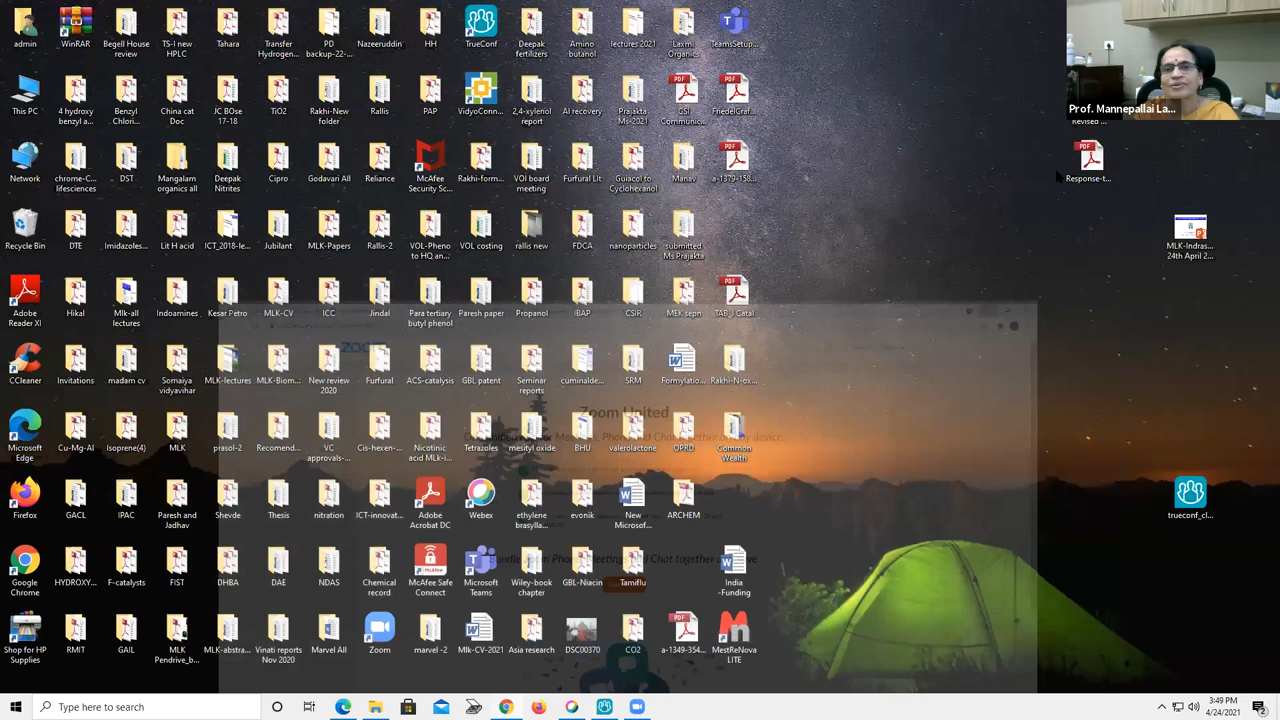 admin
WinRAR
Begell House
review
TS-I new
HPLC
Tahara
Transfer
Hydrogen...
PD
backup-22-...
Nazeeruddin
HH
TrueConf
Deepak
fertilizers
Amino
butanol
lectures 2021
Laxmi
Organics
TeamsSetup...
This PC
4 hydroxy
benzyl a...
Benzyl
Chlori...
China cat
Doc
JC BOse
17-18
TiO2
Rakhi-New
folder
Rallis
PAP
VidyoConn...
2,4-xylenol
report
Al recovery
Prajakta
Ms-2021
CSI
Communic...
FriedelCraf...
Prof. Mannepallai La...
Revised ...
Network
chrome-C...
lifesciences
DST
Mangalam
organics all
Deepak
Nitrites
Cipro
Godavari All
Reliance
McAfee
Security Sc...
Rakhi-form...
VOl board
meeting
Furfural LIt
Guiacol to
Cyclohexanol
Manav
a-1379-158...
Response-t...
Recycle Bin
DTE
Imidazoles...
Lit H acid
ICT_2018-le...
Jubilant
MLK-Papers
Rallis-2
VOL-Pheno
to HQ an...
VOL costing
rallis new
FDCA
nanoparticles
submitted
Ms Prajakta
MLK-Indras...
24th April 2...
Adobe
Reader XI
Hikal
Mlk-all
lectures
Indoamines
Kesar Petro
MLK-CV
ICC
Jindal
Para tertiary
butyl phenol
Paresh paper
Propanol
IBAP
CSIR
MEK sepn
TAB_J Catal
zoom
CCleaner
Invitations
madam cv
Somaiya
vidyavihar
MLK-lectures
MLK-Biom...
New review
2020
Furfural
ACS-catalysis
GBL patent
Seminar
reports
cuminalde...
SRM
Formylatio...
Rakhi-N-ox...
Zoom United
Microsoft
Edge
Cu-Mg-Al
Isoprene(4)
MLK
prasol-2
Recomend...
VC
approvals-...
Cis-hexen-...
Nicotinic
acid MLk-i...
Tetrazoles
mesityl oxide
BHU
valerolactone
OPRD
Common
Wealth
Firefox
GACL
IPAC
Paresh and
Jadhav
Shevde
Thesis
nitration
ICT-innovat...
Adobe
Acrobat DC
Webex
ethylene
brasylla...
evonik
New
Microsof...
ARCHEM
trueconf_cl...
Google
Chrome
HYDROXY...
F-catalysts
FIST
DHBA
DAE
NDAS
Chemical
record
McAfee Safe
Connect
Microsoft
Teams
Wiley-book
chapter
GBL-Niacin
Tamiflu
India
-Funding
Shop for HP
Supplies
RMIT
GAIL
MLK
Pendrive_b...
MLK-abstra...
Vinati reports
Nov 2020
Marvel All
Zoom
marvel -2
Mlk-CV-2021
Asia research
DSC00370
CO2
a-1349-354...
MestReNova
LITE
Type here to search
3:49 PM
4/24/2021
2